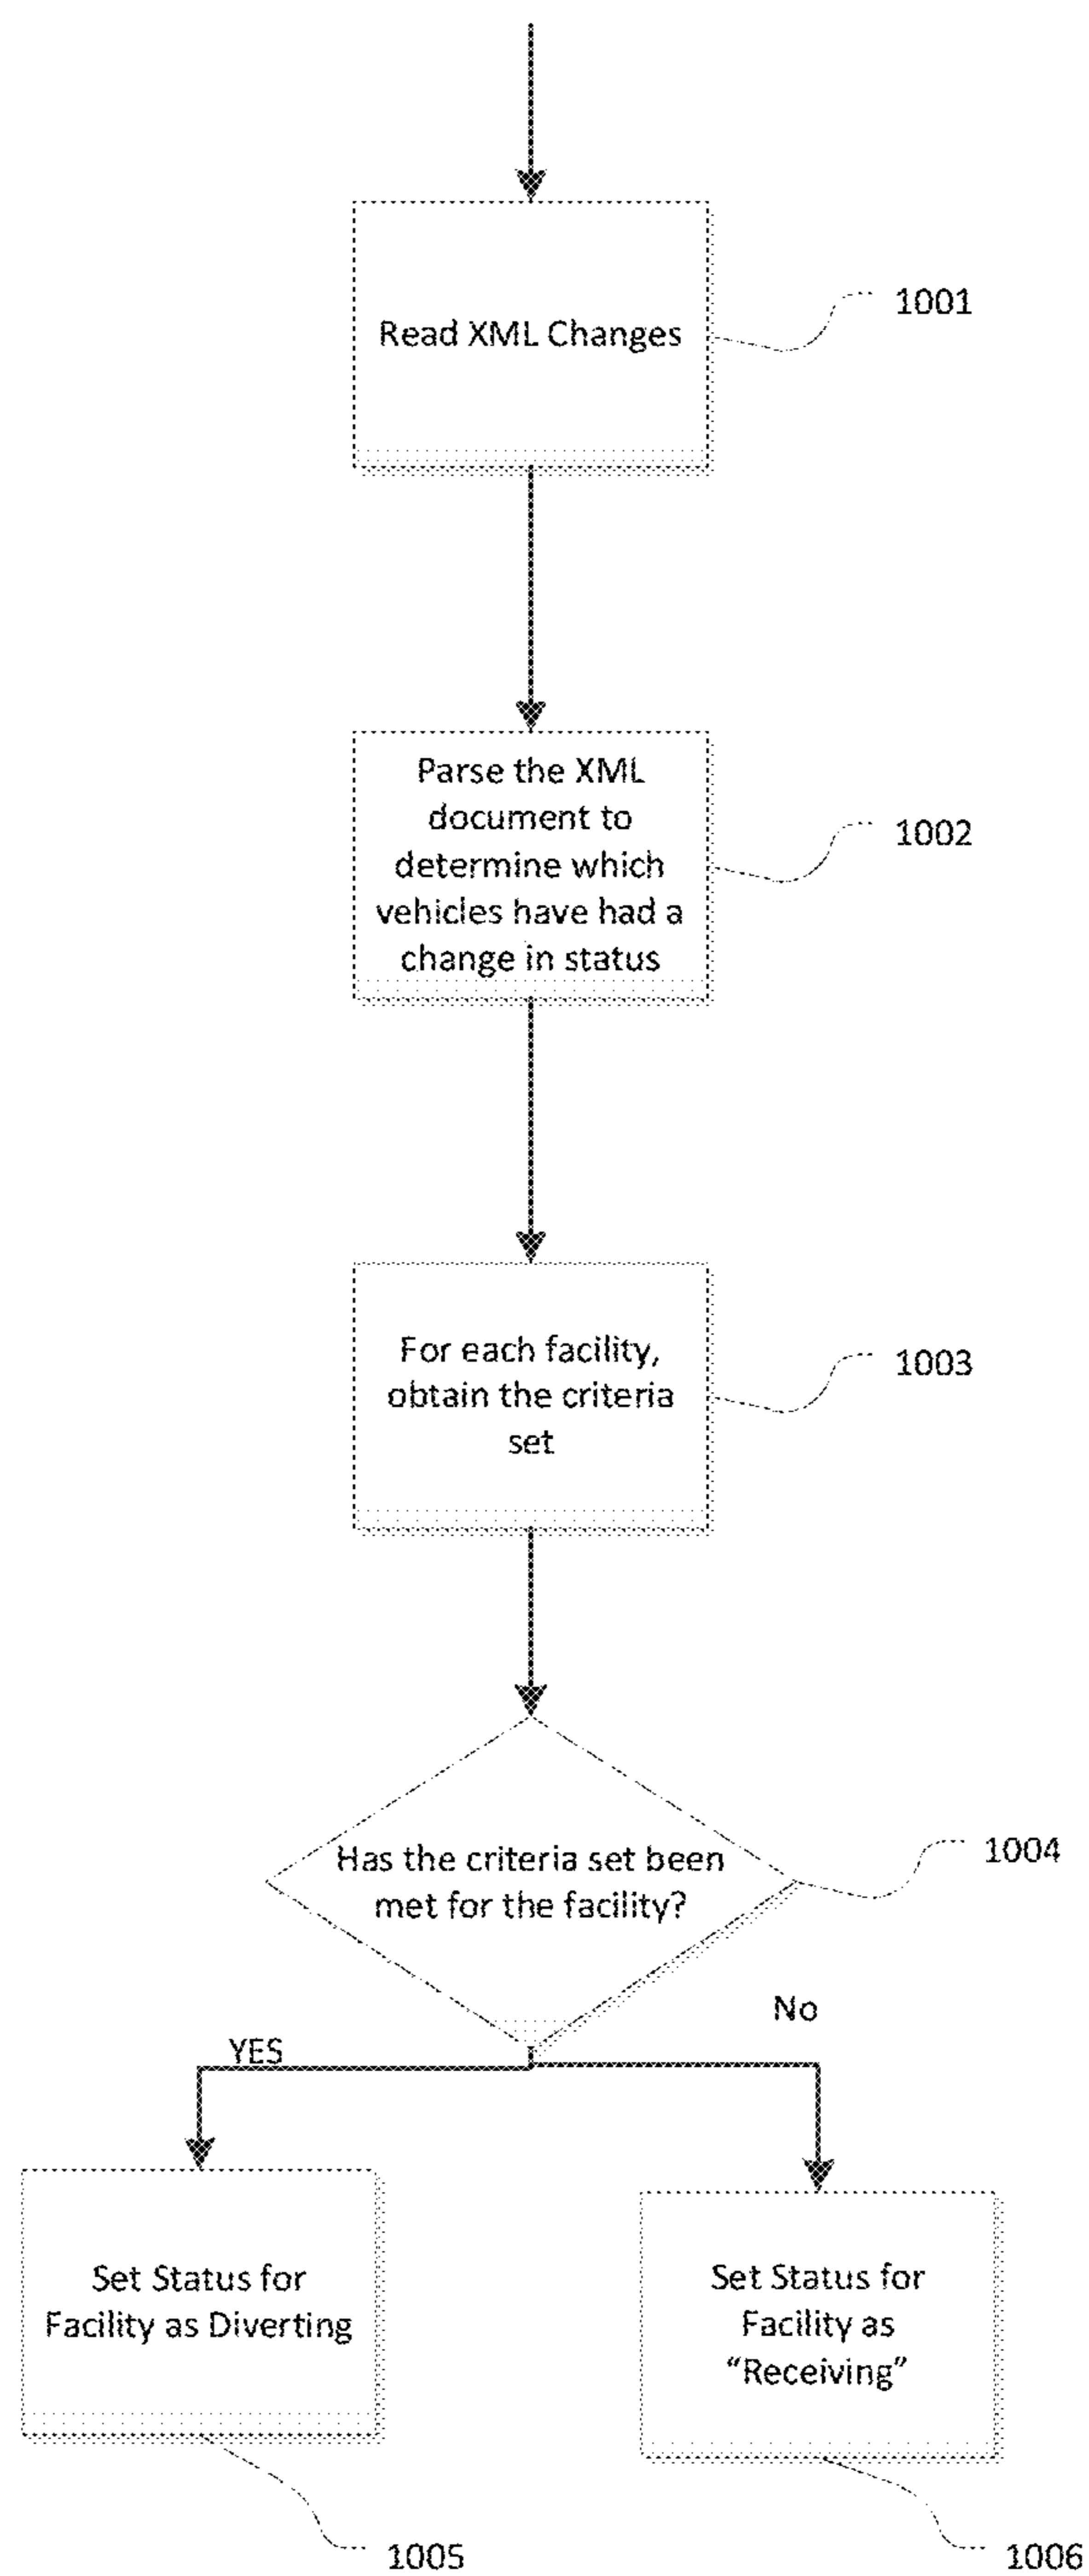 Read XML Changes
1001
Parse the XML
document to
determine which
vehicles have had a
change in status
1002
For each facility,
obtain the criteria
set
1003
Has the criteria set been
met for the facility?
1004
YES
No
Set Status for
Facility as Diverting
1005
Set Status for
Facility as
“Receiving”
1006